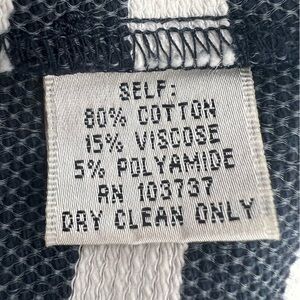 SELF:
80% COTTON
15% VISCOSE
5% POLYAMIDE
RN 103737
DRY CLEAN ONLY